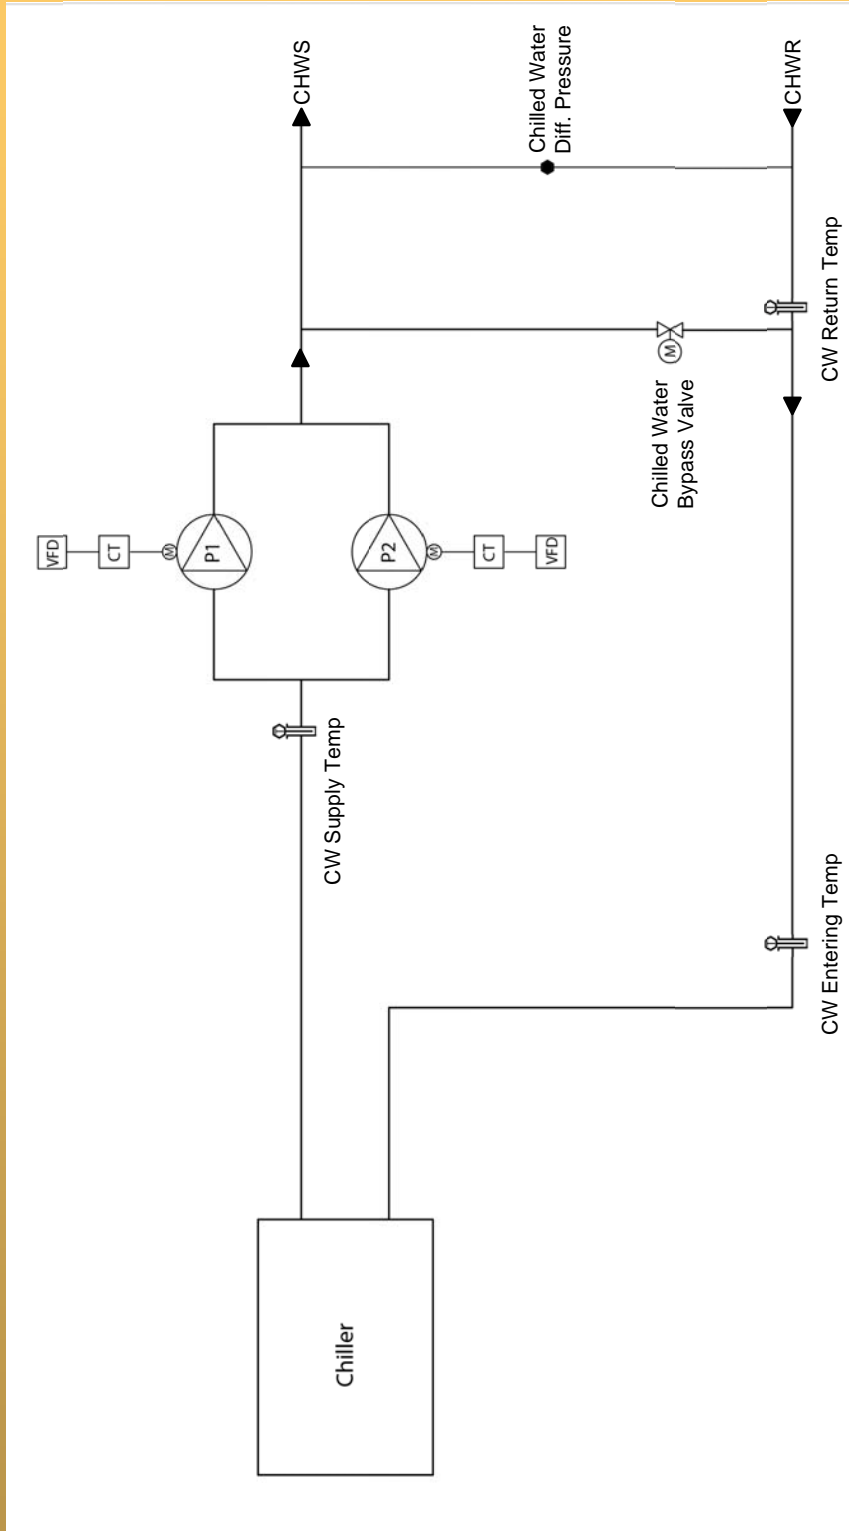 Chiller
CW Supply Temp
VFD
CT
M
P1
P2
M
CT
VFD
CHWS
Chilled Water
Diff. Pressure
CHWR
Chilled Water
Bypass Valve
M
CW Return Temp
CW Entering Temp